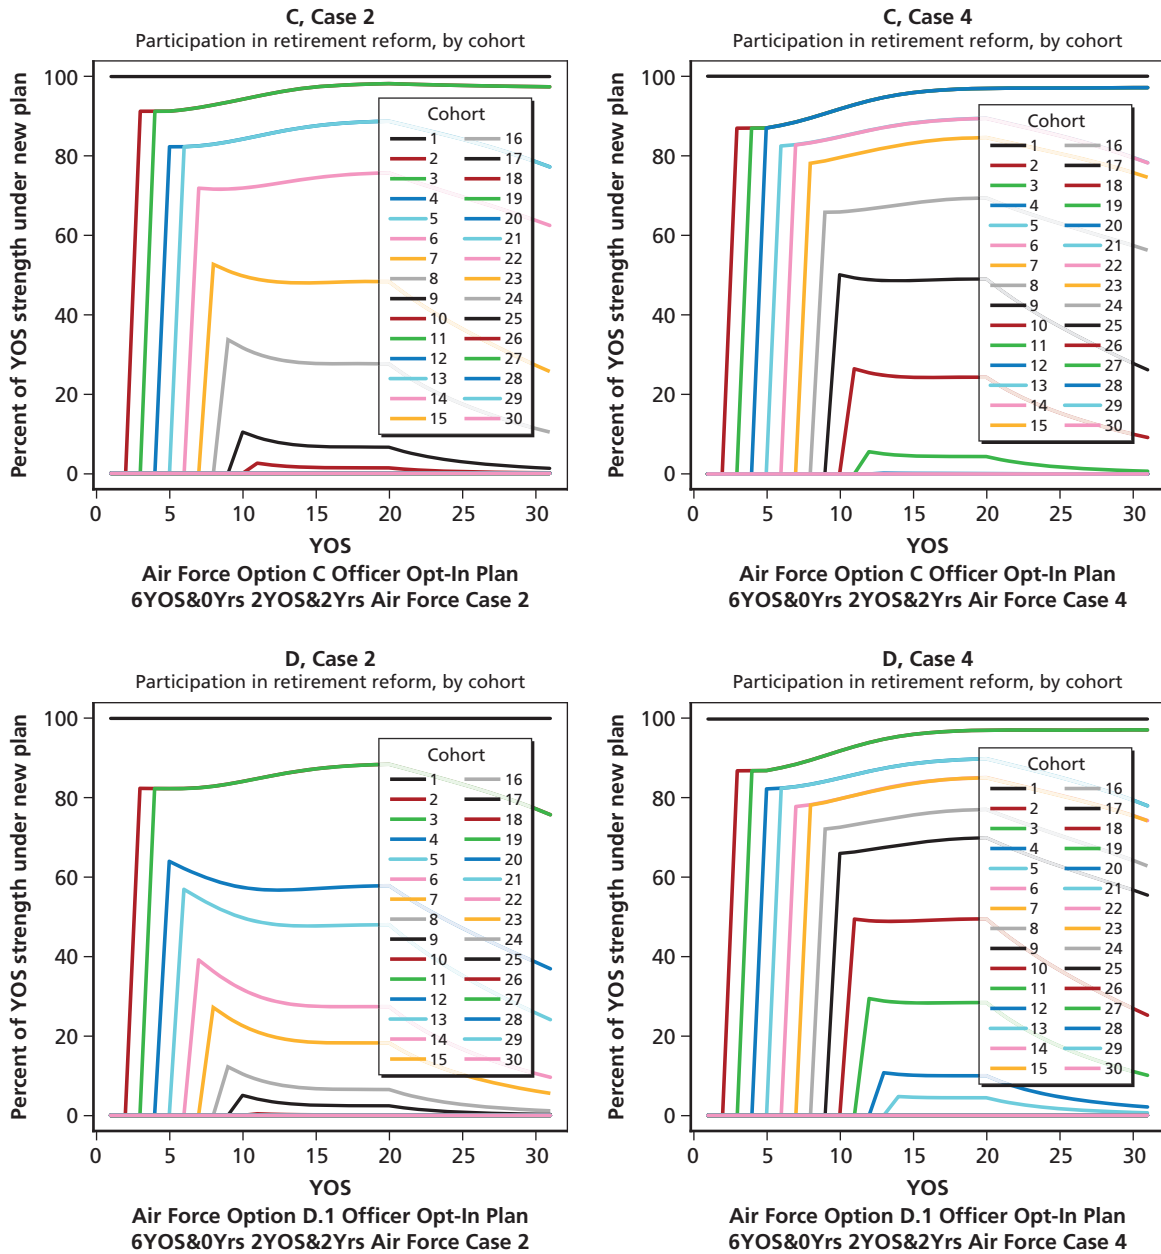 C, Case 2
Participation in retirement reform, by cohort
Percent of YOS strength under new plan
100
80
60
40
20
0
Cohort
1 16
2 17
3 18
4 19
5 20
6 21
7 22
8 23
9 24
10 25
11 26
12 27
13 28
14 29
15 30
0 5 10 15 20 25 30
YOS
Air Force Option C Officer Opt-In Plan
6YOS&0Yrs 2YOS&2Yrs Air Force Case 2
C, Case 4
Participation in retirement reform, by cohort
Percent of YOS strength under new plan
100
80
60
40
20
0
Cohort
1 16
2 17
3 18
4 19
5 20
6 21
7 22
8 23
9 24
10 25
11 26
12 27
13 28
14 29
15 30
0 5 10 15 20 25 30
YOS
Air Force Option C Officer Opt-In Plan
6YOS&0Yrs 2YOS&2Yrs Air Force Case 4
D, Case 2
Participation in retirement reform, by cohort
Percent of YOS strength under new plan
100
80
60
40
20
0
Cohort
1 16
2 17
3 18
4 19
5 20
6 21
7 22
8 23
9 24
10 25
11 26
12 27
13 28
14 29
15 30
0 5 10 15 20 25 30
YOS
Air Force Option D.1 Officer Opt-In Plan
6YOS&0Yrs 2YOS&2Yrs Air Force Case 2
D, Case 4
Participation in retirement reform, by cohort
Percent of YOS strength under new plan
100
80
60
40
20
0
Cohort
1 16
2 17
3 18
4 19
5 20
6 21
7 22
8 23
9 24
10 25
11 26
12 27
13 28
14 29
15 30
0 5 10 15 20 25 30
YOS
Air Force Option D.1 Officer Opt-In Plan
6YOS&0Yrs 2YOS&2Yrs Air Force Case 4